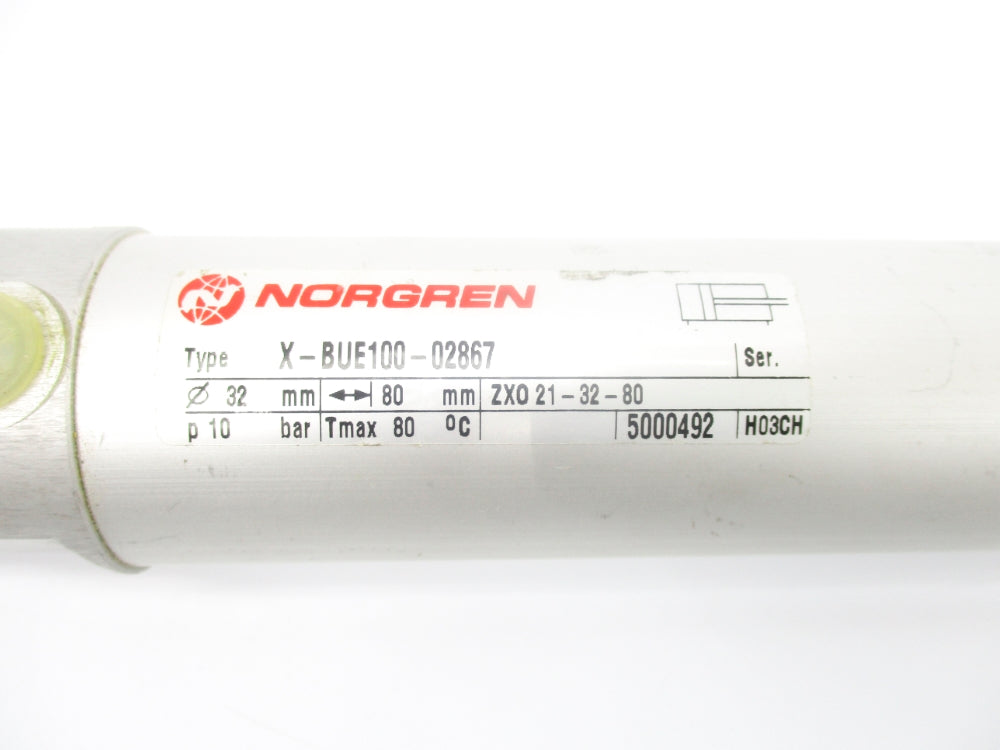 NORGREN
Type X-BUE100-02867 Ser.
Ø 32 mm 80 mm ZXO 21-32-80
p 10 bar Tmax 80 °C 5000492 H03CH